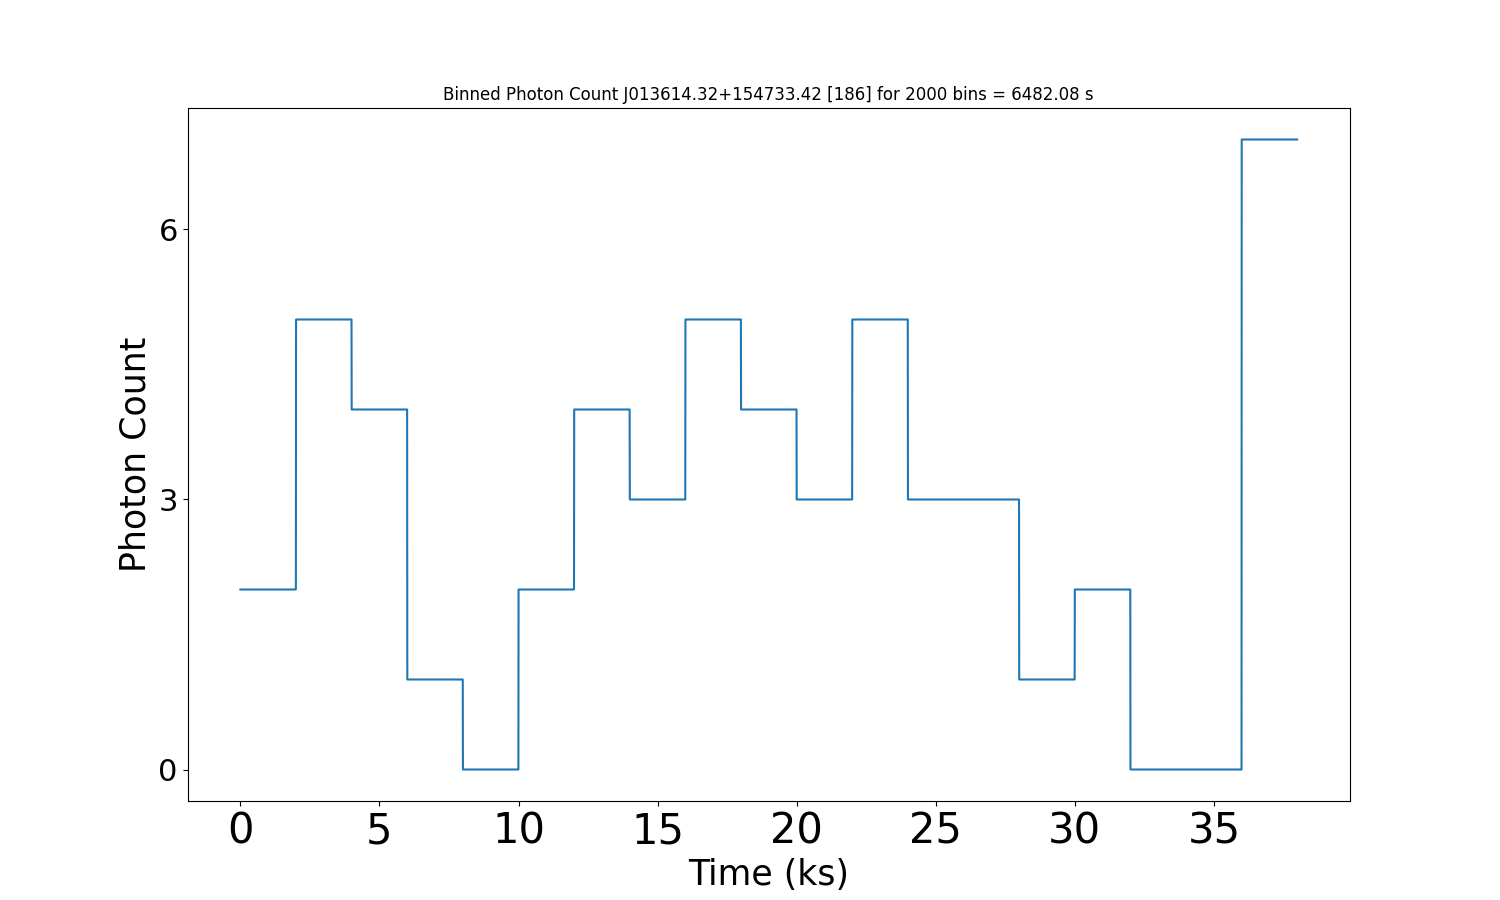 Binned Photon Count J013614.32+154733.42 [186] for 2000 bins = 6482.08 s
6
3
0
Photon Count
0 5 10 15 20 25 30 35
Time (ks)